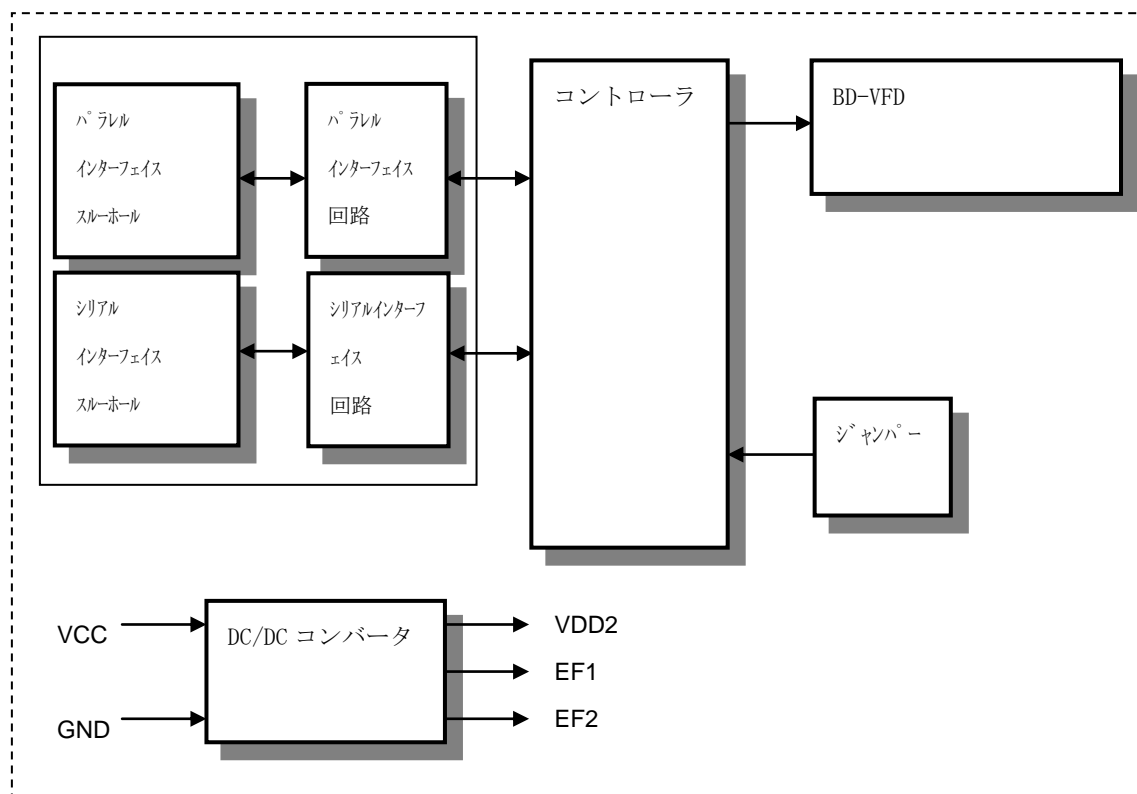 ﾊﾟﾗﾚﾙ
ｲﾝﾀｰﾌｪｲｽ
ｽﾙｰﾎｰﾙ
ﾊﾟﾗﾚﾙ
ｲﾝﾀｰﾌｪｲｽ
回路
コントローラ
BD-VFD
ｼﾘｱﾙ
ｲﾝﾀｰﾌｪｲｽ
ｽﾙｰﾎｰﾙ
ｼﾘｱﾙｲﾝﾀｰﾌ
ｪｲｽ
回路
ｼﾞｬﾝﾊﾟｰ
VCC
GND
DC/DC コンバータ
VDD2
EF1
EF2